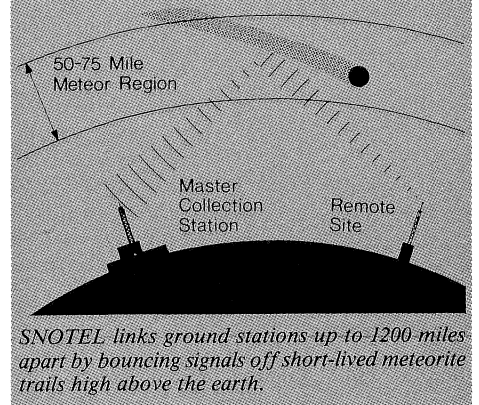 50-75 Mile
Meteor Region
Master
Collection
Station
Remote
Site
SNOTEL links ground stations up to 1200 miles
apart by bouncing signals off short-lived meteorite
trails high above the earth.